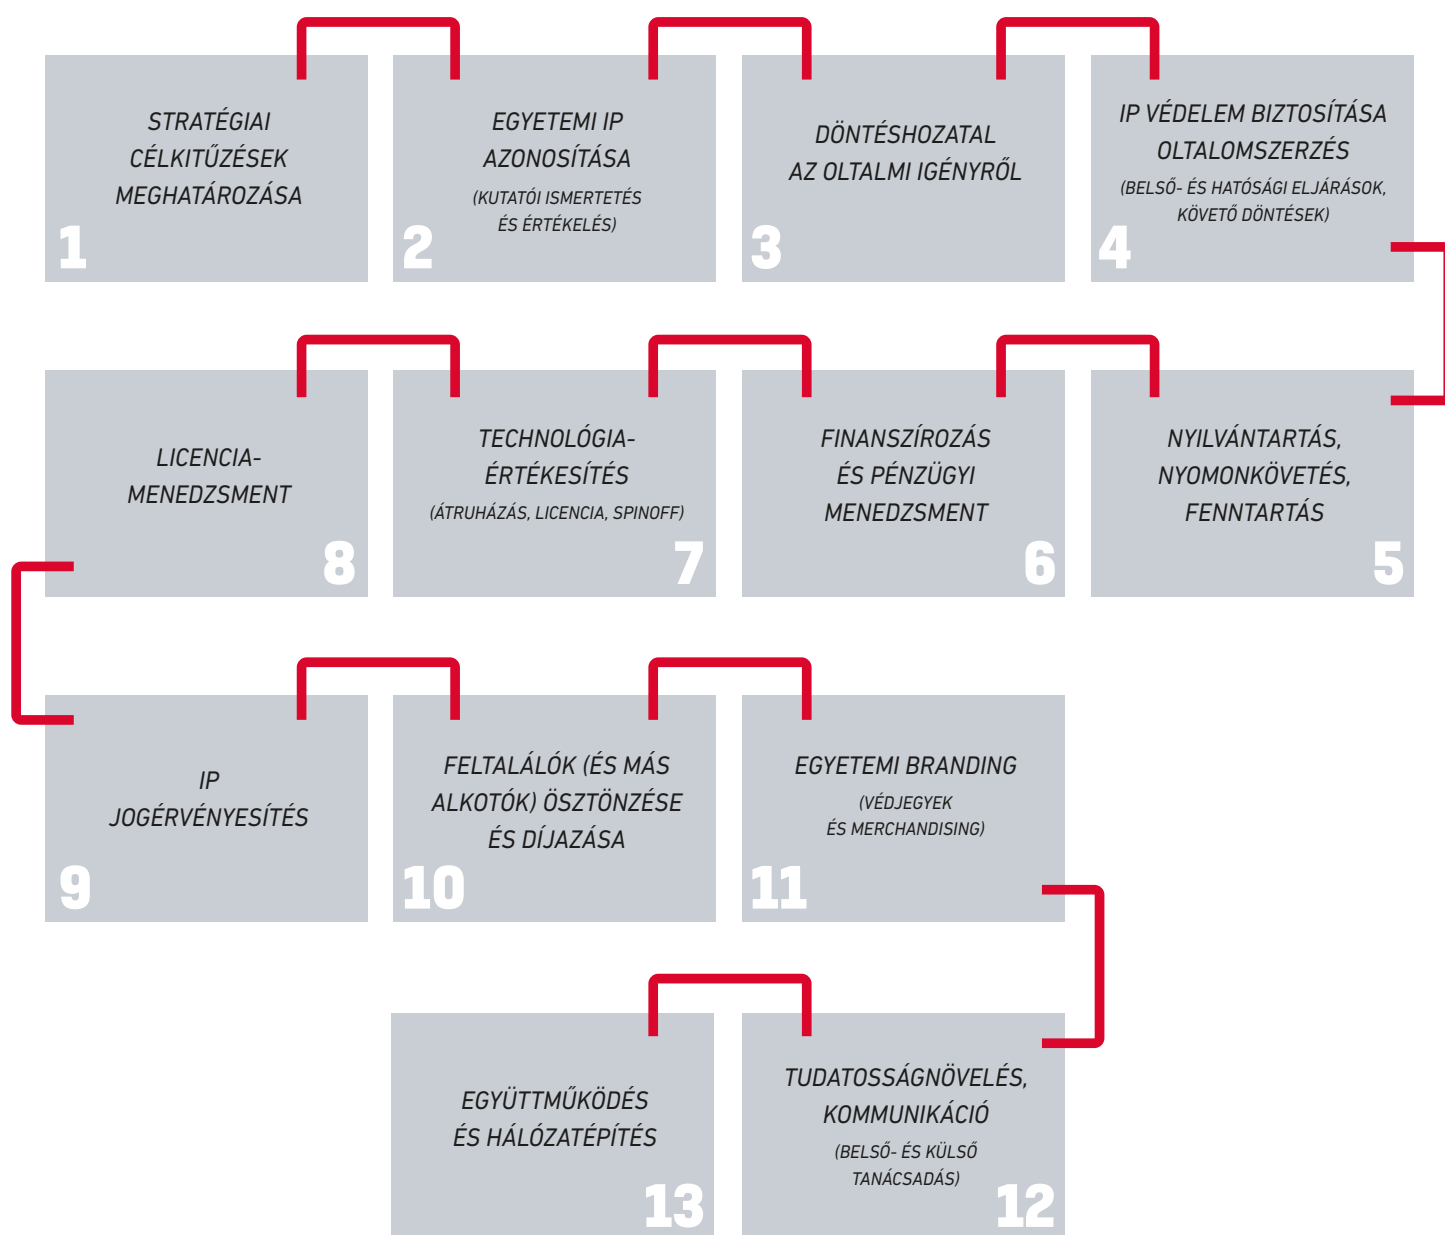 STRATÉGIAI
CÉLKITŰZÉSEK
MEGHATÁROZÁSA
1
EGYETEMI IP
AZONOSÍTÁSA
(KUTATÓI ISMERTETÉS
ÉS ÉRTÉKELÉS)
2
DÖNTÉSHOZATAL
AZ OLTALMI IGÉNYRŐL
3
IP VÉDELEM BIZTOSÍTÁSA
OLTALOMSZERZÉS
(BELSŐ- ÉS HATÓSÁGI ELJÁRÁSOK,
KÖVETŐ DÖNTÉSEK)
4
NYILVÁNTARTÁS,
NYOMONKÖVETÉS,
FENNTARTÁS
5
FINANSZÍROZÁS
ÉS PÉNZÜGYI
MENEDZSMENT
6
TECHNOLÓGIA-
ÉRTÉKESÍTÉS
(ÁTRUHÁZÁS, LICENCIA, SPINOFF)
7
LICENCIA-
MENEDZSMENT
8
IP
JOGÉRVÉNYESÍTÉS
9
FELTALÁLÓK (ÉS MÁS
ALKOTÓK) ÖSZTÖNZÉSE
ÉS DÍJAZÁSA
10
EGYETEMI BRANDING
(VÉDJEGYEK
ÉS MERCHANDISING)
11
TUDATOSSÁGNÖVELÉS,
KOMMUNIKÁCIÓ
(BELSŐ- ÉS KÜLSŐ
TANÁCSADÁS)
12
EGYÜTTMŰKÖDÉS
ÉS HÁLÓZATÉPÍTÉS
13